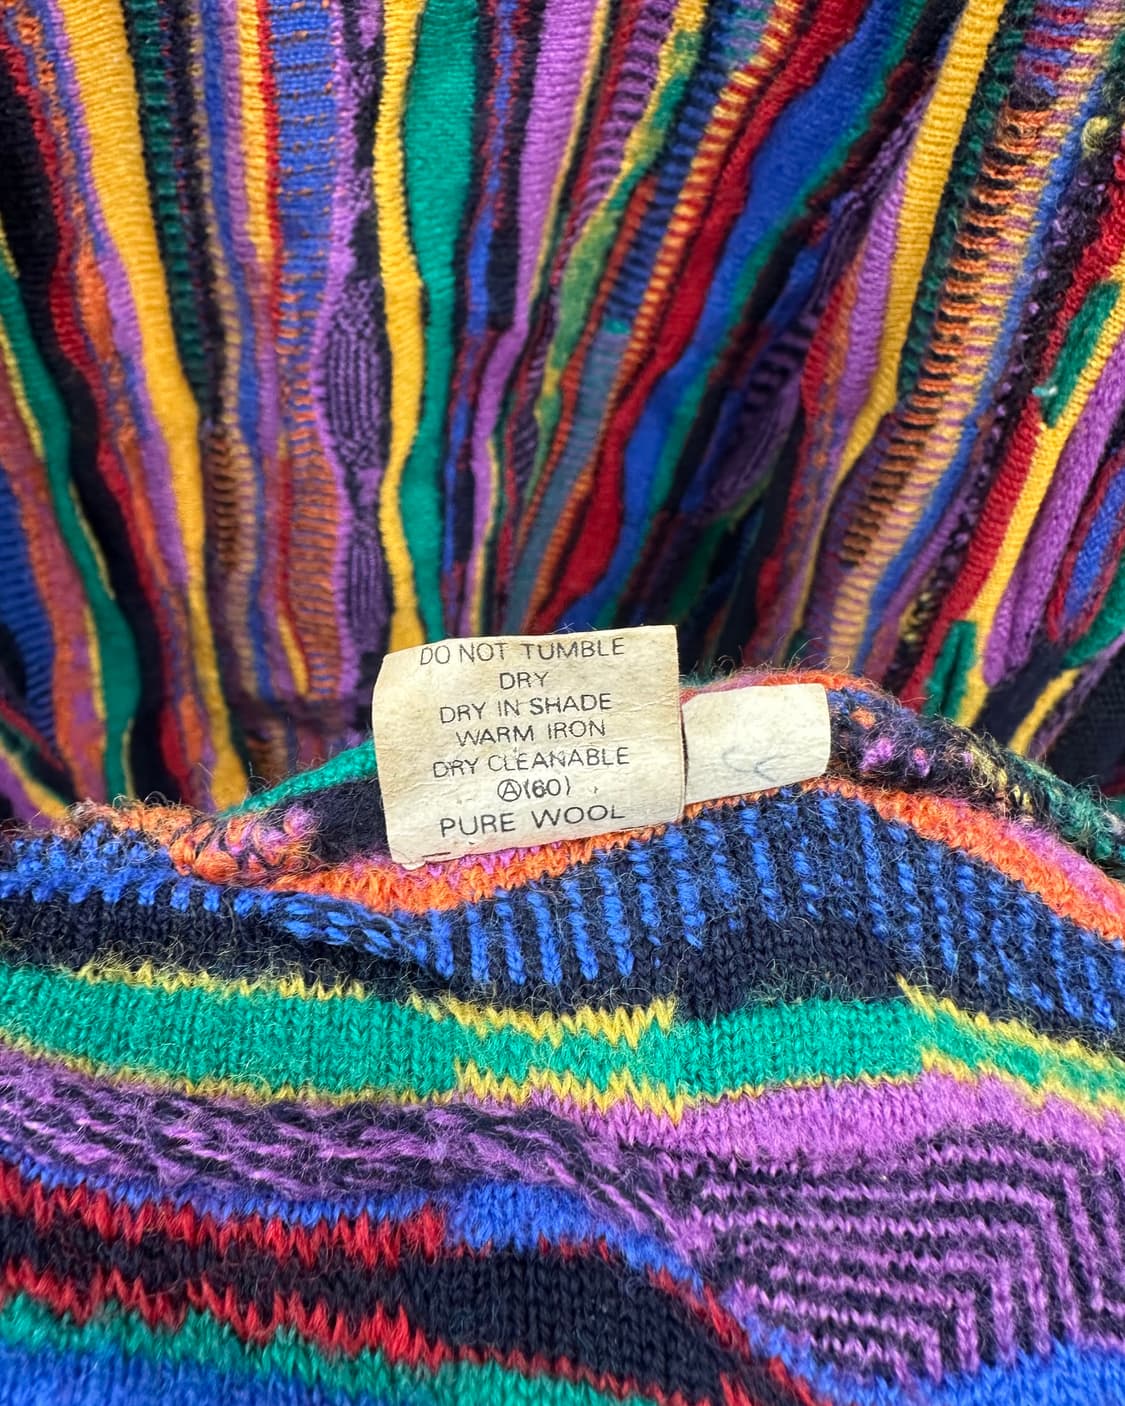 DO NOT TUMBLE
DRY
DRY IN SHADE
WARM IRON
DRY CLEANABLE
Ⓐ(60)
PURE WOOL